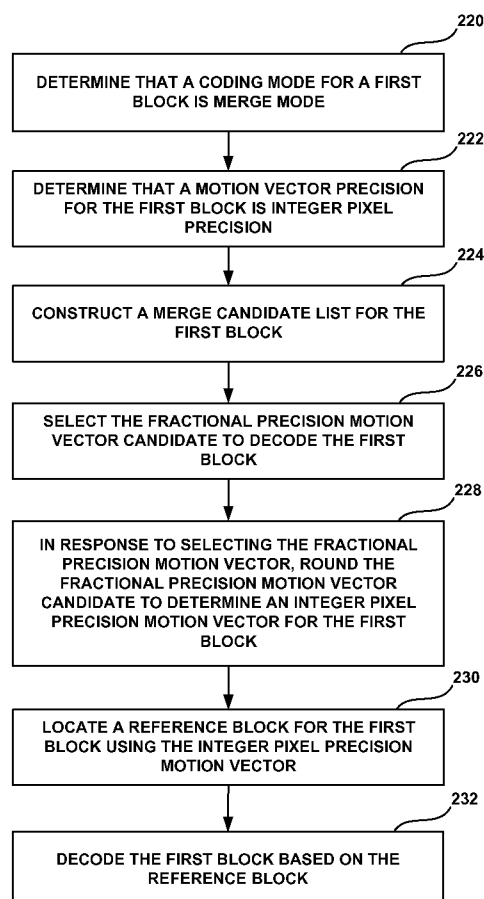 220
DETERMINE THAT A CODING MODE FOR A FIRST
BLOCK IS MERGE MODE
222
DETERMINE THAT A MOTION VECTOR PRECISION
FOR THE FIRST BLOCK IS INTEGER PIXEL
PRECISION
224
CONSTRUCT A MERGE CANDIDATE LIST FOR THE
FIRST BLOCK
226
SELECT THE FRACTIONAL PRECISION MOTION
VECTOR CANDIDATE TO DECODE THE FIRST
BLOCK
228
IN RESPONSE TO SELECTING THE FRACTIONAL
PRECISION MOTION VECTOR, ROUND THE
FRACTIONAL PRECISION MOTION VECTOR
CANDIDATE TO DETERMINE AN INTEGER PIXEL
PRECISION MOTION VECTOR FOR THE FIRST
BLOCK
230
LOCATE A REFERENCE BLOCK FOR THE FIRST
BLOCK USING THE INTEGER PIXEL PRECISION
MOTION VECTOR
232
DECODE THE FIRST BLOCK BASED ON THE
REFERENCE BLOCK